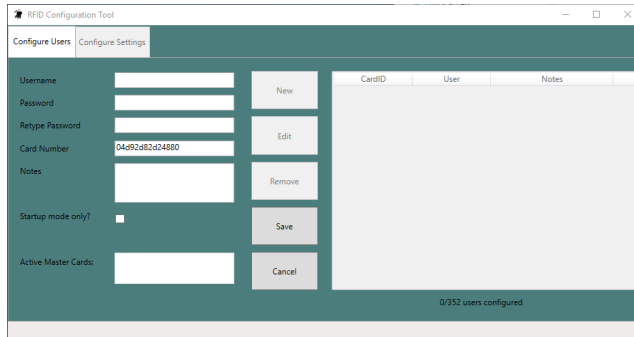 RFID Configuration Tool
Configure Users Configure Settings
Username
Password
Retype Password
Card Number 04d92d82d24880
Notes
Startup mode only?
Active Master Cards:
New
Edit
Remove
Save
Cancel
CardID User Notes
0/352 users configured